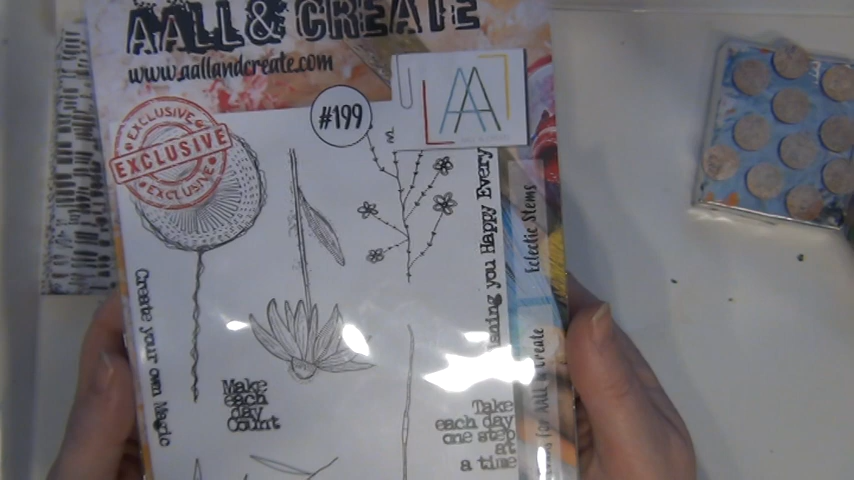 AALL & CREATE
www.aallandcreate.com
EXCLUSIVE
EXCLUSIVE
EXCLUSIVE
#199
Create your own Magic
Make
each
day
Count
you Happy Every
Eclectic Stems
for AALL & Create
Take
each day
one step
at
a time